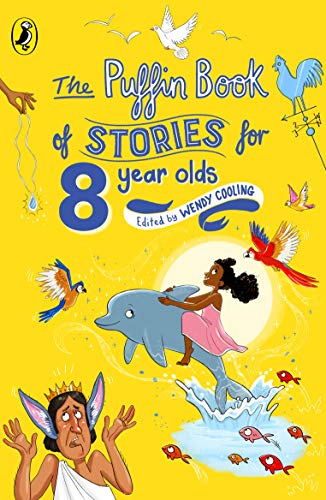 The Puffin Book
of STORIES for
8 year olds
Edited by WENDY COOLING